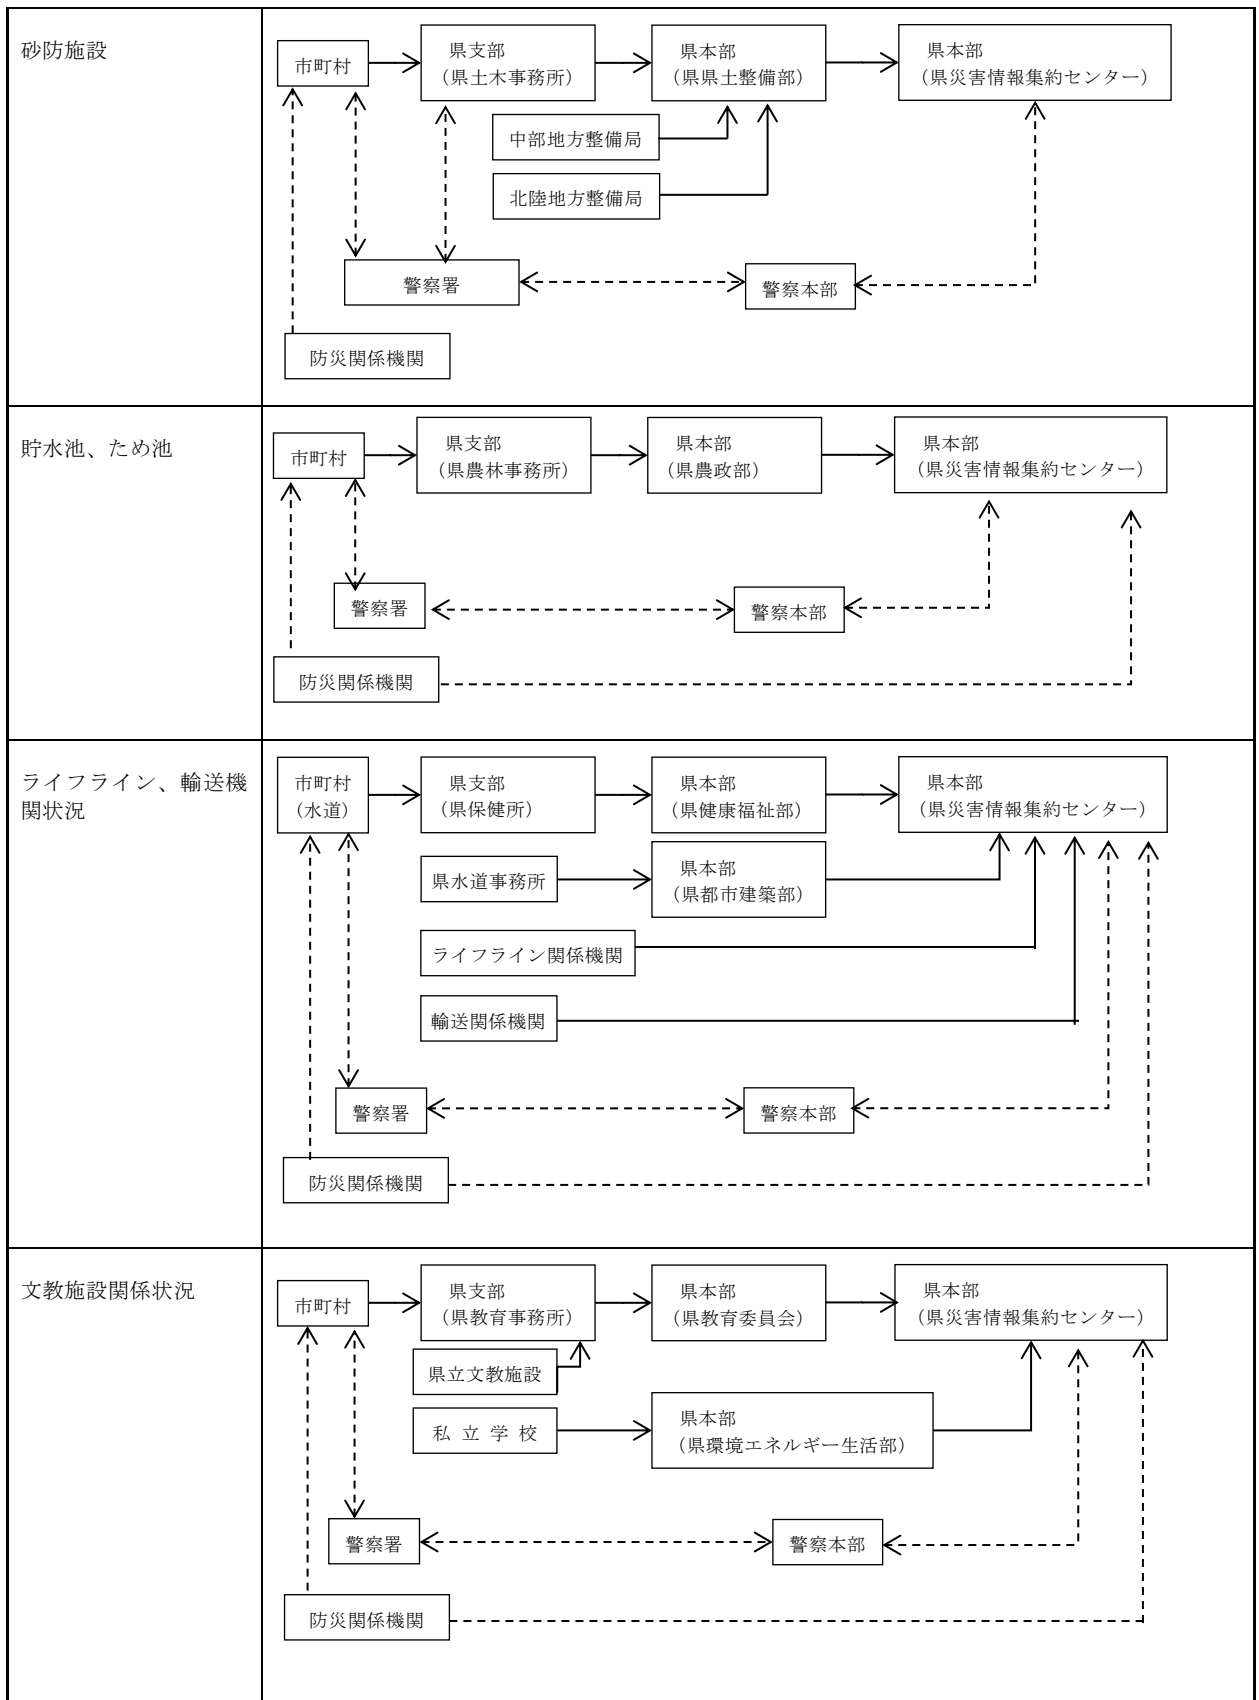 砂防施設
市町村
県支部
（県土木事務所）
県本部
（県県土整備部）
県本部
（県災害情報集約センター）
中部地方整備局
北陸地方整備局
警察署
警察本部
防災関係機関
貯水池、ため池
市町村
県支部
（県農林事務所）
県本部
（県農政部）
県本部
（県災害情報集約センター）
警察署
警察本部
防災関係機関
ライフライン、輸送機
関状況
市町村
（水道）
県支部
（県保健所）
県本部
（県健康福祉部）
県本部
（県災害情報集約センター）
県水道事務所
県本部
（県都市建築部）
ライフライン関係機関
輸送関係機関
警察署
警察本部
防災関係機関
文教施設関係状況
市町村
県支部
（県教育事務所）
県本部
（県教育委員会）
県本部
（県災害情報集約センター）
県立文教施設
私 立 学 校
県本部
（県環境エネルギー生活部）
警察署
警察本部
防災関係機関